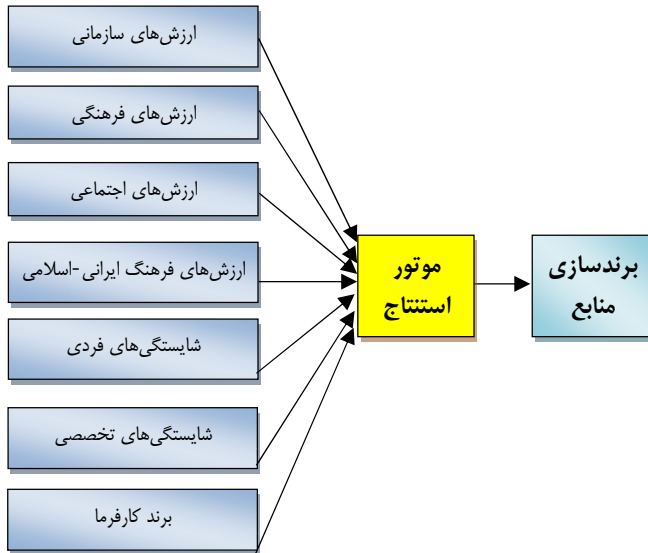 ارزش‌های سازمانی
ارزش‌های فرهنگی
ارزش‌های اجتماعی
ارزش‌های فرهنگ ایرانی-اسلامی
شایستگی‌های فردی
شایستگی‌های تخصصی
برند کارفرما
موتور
استنتاج
برندسازی
منابع